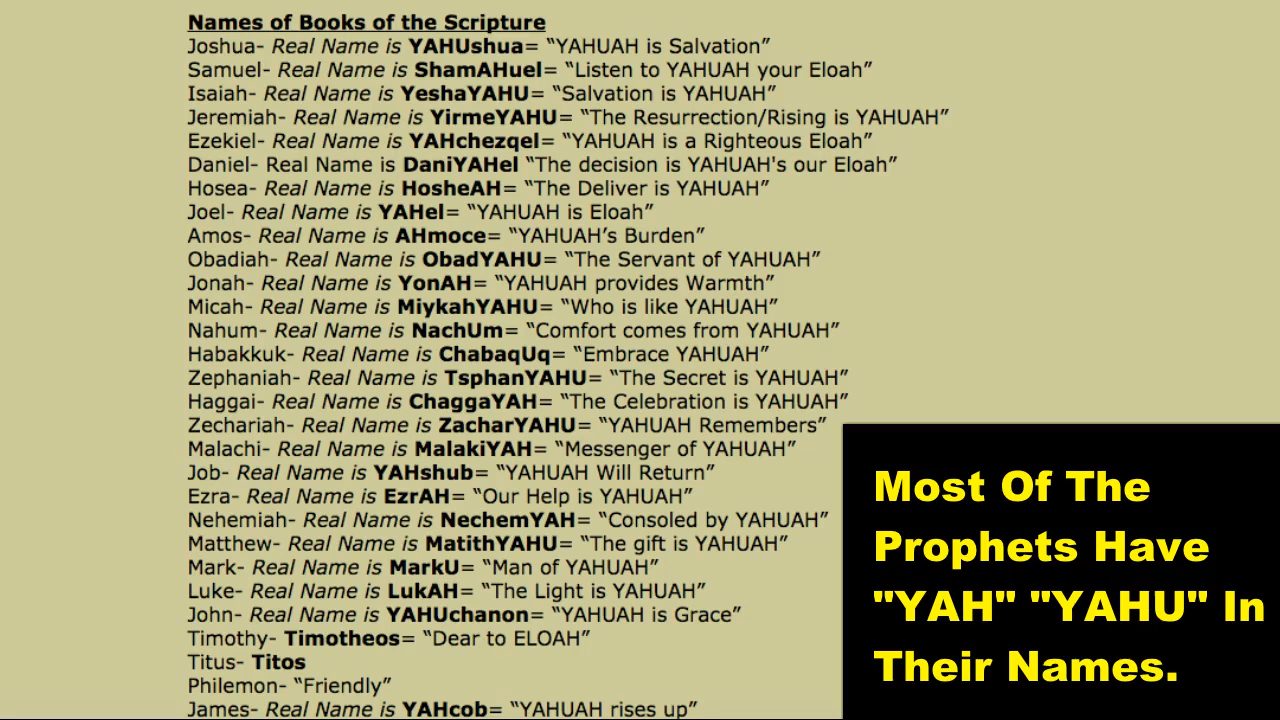 Names of Books of the Scripture
Joshua- Real Name is YAHUshua= “YAHUAH is Salvation”
Samuel- Real Name is ShamAHuel= “Listen to YAHUAH your Eloah”
Isaiah- Real Name is YeshaYAHU= “Salvation is YAHUAH”
Jeremiah- Real Name is YirmeYAHU= “The Resurrection/Rising is YAHUAH”
Ezekiel- Real Name is YAHchezqel= “YAHUAH is a Righteous Eloah”
Daniel- Real Name is DaniYAHel “The decision is YAHUAH's our Eloah”
Hosea- Real Name is HosheAH= “The Deliver is YAHUAH”
Joel- Real Name is YAHel= “YAHUAH is Eloah”
Amos- Real Name is AHmoce= “YAHUAH’s Burden”
Obadiah- Real Name is ObadYAHU= “The Servant of YAHUAH”
Jonah- Real Name is YonAH= “YAHUAH provides Warmth”
Micah- Real Name is MiykahYAHU= “Who is like YAHUAH”
Nahum- Real Name is NachUm= “Comfort comes from YAHUAH”
Habakkuk- Real Name is ChabaqUq= “Embrace YAHUAH”
Zephaniah- Real Name is TsphanYAHU= “The Secret is YAHUAH”
Haggai- Real Name is ChaggaYAH= “The Celebration is YAHUAH”
Zechariah- Real Name is ZacharYAHU= “YAHUAH Remembers”
Malachi- Real Name is MalakiYAH= “Messenger of YAHUAH”
Job- Real Name is YAHshub= “YAHUAH Will Return”
Ezra- Real Name is EzrAH= “Our Help is YAHUAH”
Nehemiah- Real Name is NechemYAH= “Consoled by YAHUAH”
Matthew- Real Name is MatithYAHU= “The gift is YAHUAH”
Mark- Real Name is MarkU= “Man of YAHUAH”
Luke- Real Name is LukAH= “The Light is YAHUAH”
John- Real Name is YAHUchanon= “YAHUAH is Grace”
Timothy- Timotheos= “Dear to ELOAH”
Titus- Titos
Philemon- “Friendly”
James- Real Name is YAHcob= “YAHUAH rises up”
Most Of The
Prophets Have
"YAH" "YAHU" In
Their Names.